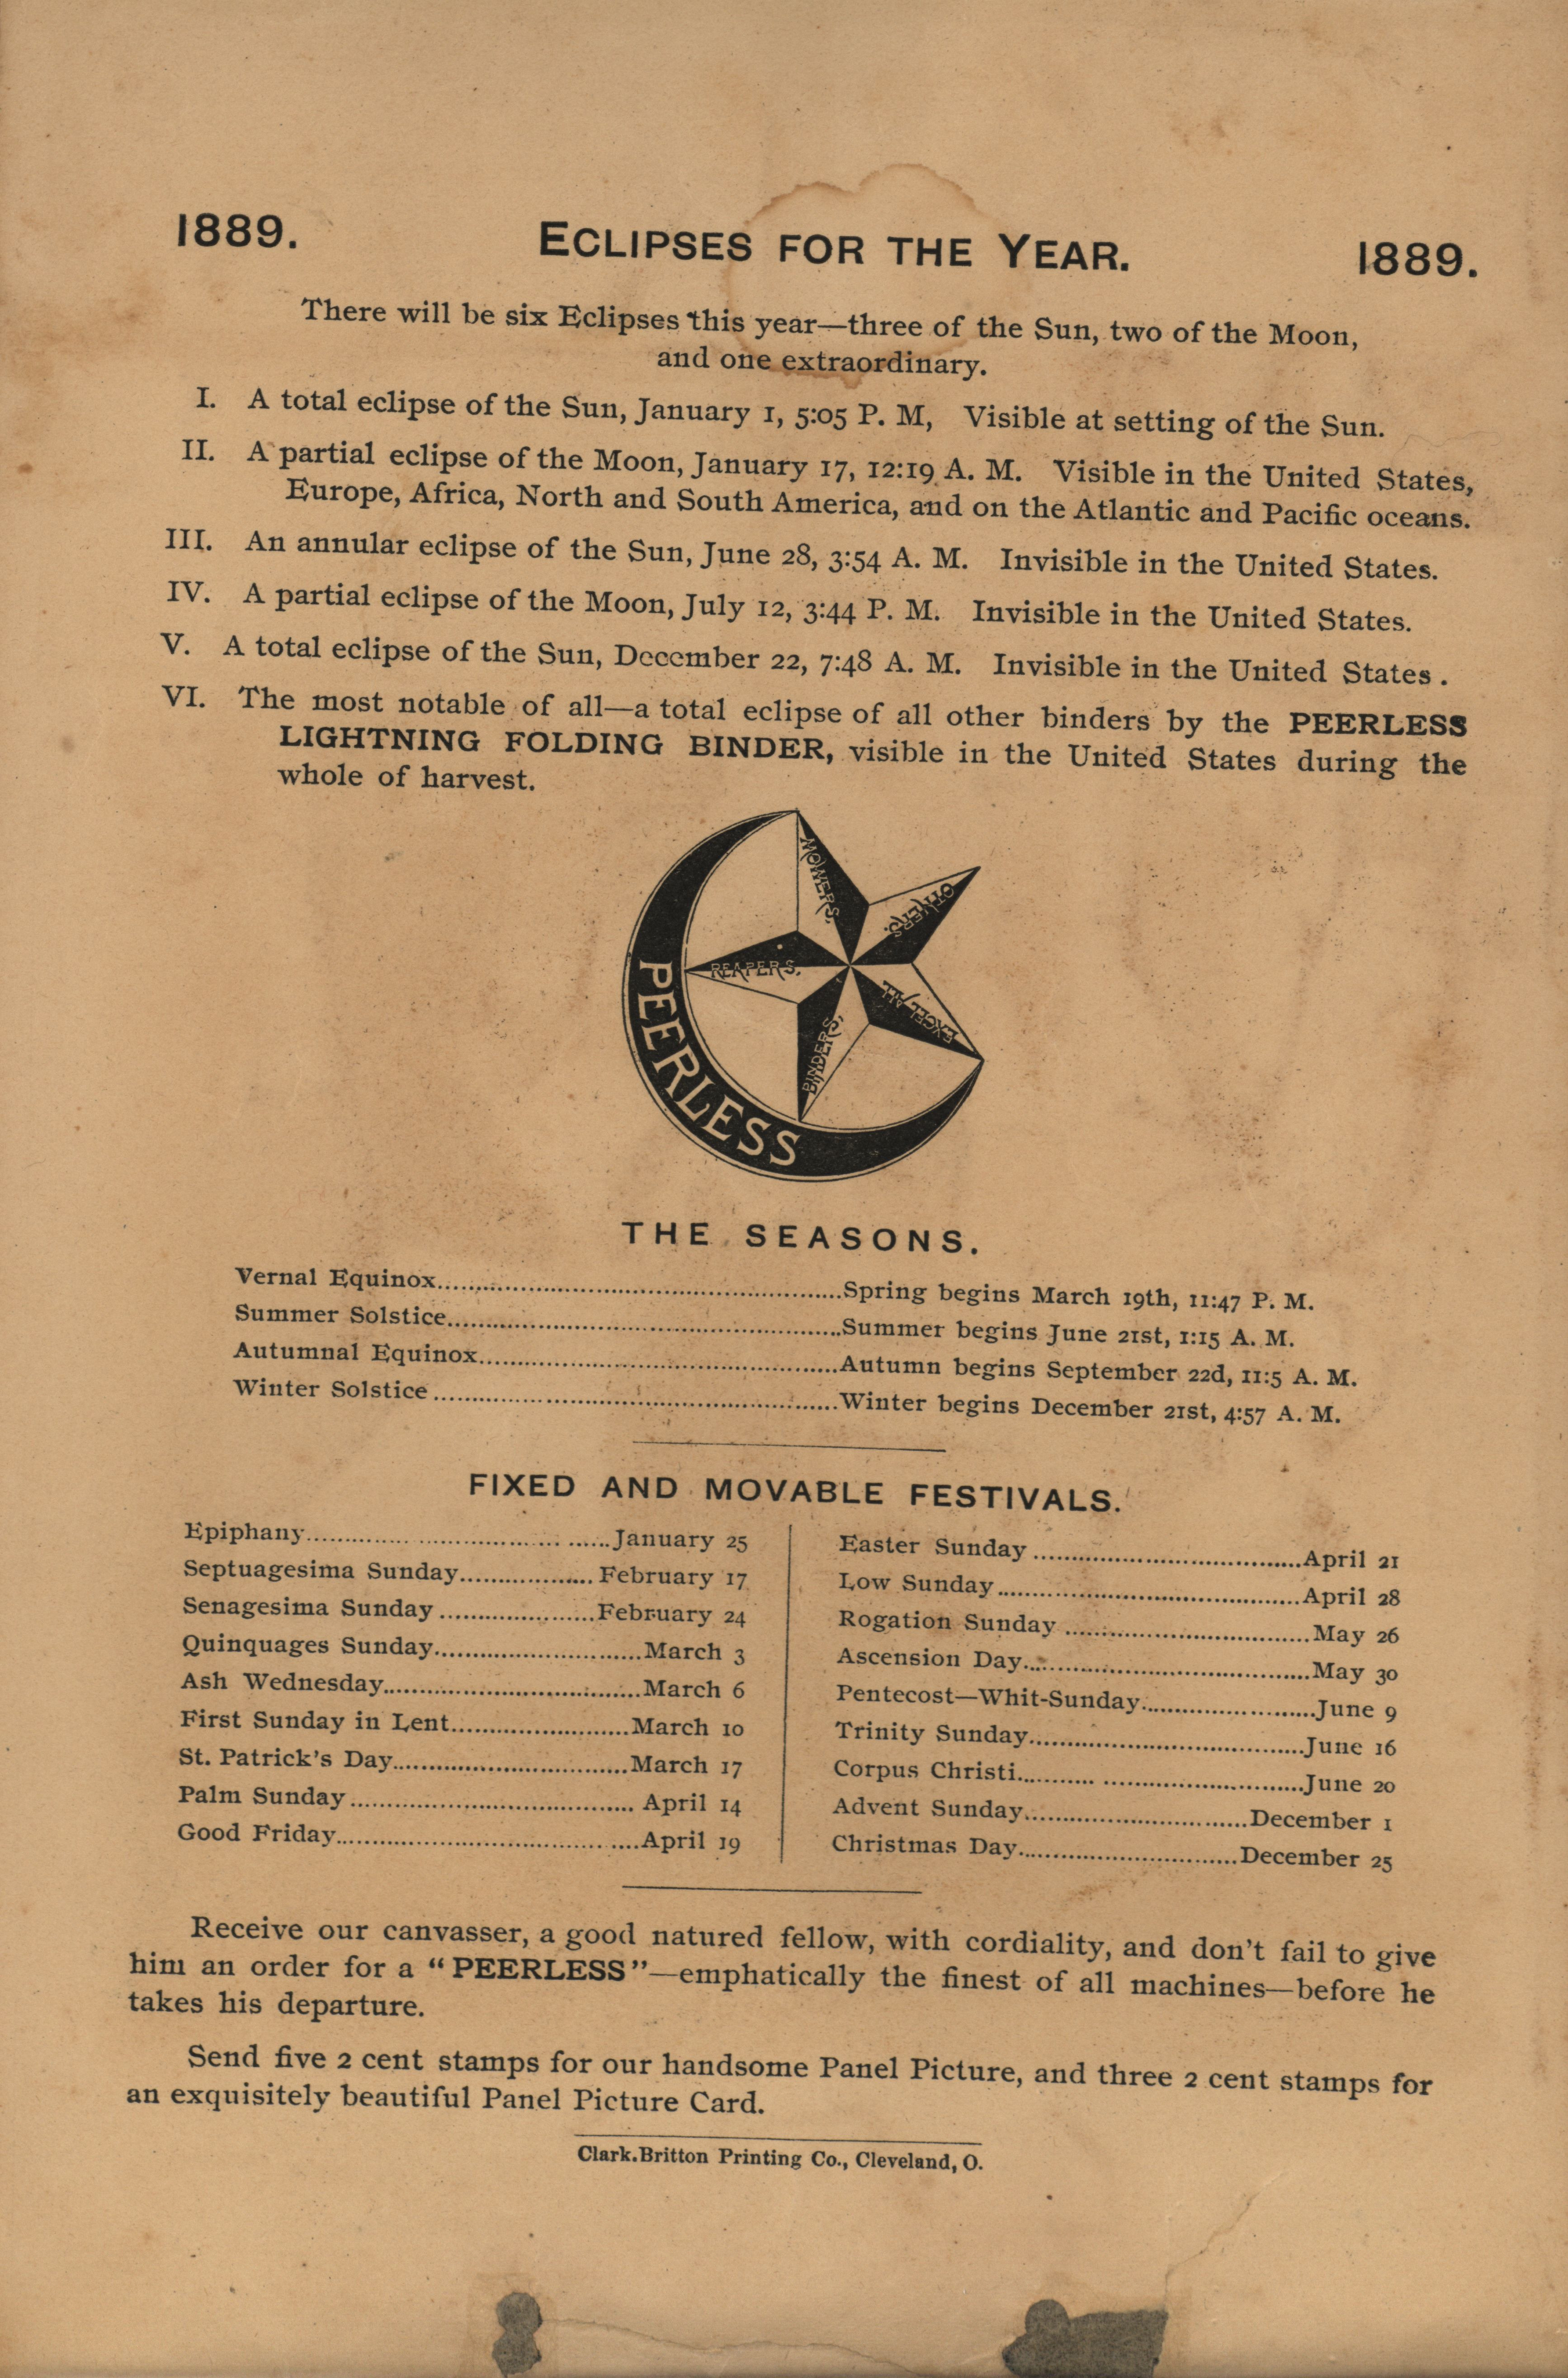 1889. ECLIPSES FOR THE YEAR. 1889.
There will be six Eclipses this year—three of the Sun, two of the Moon,
and one extraordinary.
I. A total eclipse of the Sun, January 1, 5:05 P. M, Visible at setting of the Sun.
II. A partial eclipse of the Moon, January 17, 12:19 A. M. Visible in the United States,
Europe, Africa, North and South America, and on the Atlantic and Pacific oceans.
III. An annular eclipse of the Sun, June 28, 3:54 A. M. Invisible in the United States.
IV. A partial eclipse of the Moon, July 12, 3:44 P. M. Invisible in the United States.
V. A total eclipse of the Sun, December 22, 7:48 A. M. Invisible in the United States.
VI. The most notable of all—a total eclipse of all other binders by the PEERLESS
LIGHTNING FOLDING BINDER, visible in the United States during the
whole of harvest.
MOWERS,
OTHERS.
REAPERS.
EXCEL ALL
BINDERS,
PEERLESS
THE SEASONS.
Vernal Equinox.....Spring begins March 19th, 11:47 P. M.
Summer Solstice.....Summer begins June 21st, 1:15 A. M.
Autumnal Equinox.....Autumn begins September 22d, 11:5 A. M.
Winter Solstice.....Winter begins December 21st, 4:57 A. M.
FIXED AND MOVABLE FESTIVALS.
Epiphany.....January 25
Septuagesima Sunday.....February 17
Senagesima Sunday.....February 24
Quinquages Sunday.....March 3
Ash Wednesday.....March 6
First Sunday in Lent.....March 10
St. Patrick's Day.....March 17
Palm Sunday.....April 14
Good Friday.....April 19
Easter Sunday.....April 21
Low Sunday.....April 28
Rogation Sunday.....May 26
Ascension Day.....May 30
Pentecost—Whit-Sunday.....June 9
Trinity Sunday.....June 16
Corpus Christi.....June 20
Advent Sunday.....December 1
Christmas Day.....December 25
Receive our canvasser, a good natured fellow, with cordiality, and don't fail to give
him an order for a "PEERLESS"—emphatically the finest of all machines—before he
takes his departure.
Send five 2 cent stamps for our handsome Panel Picture, and three 2 cent stamps for
an exquisitely beautiful Panel Picture Card.
Clark.Britton Printing Co., Cleveland, O.